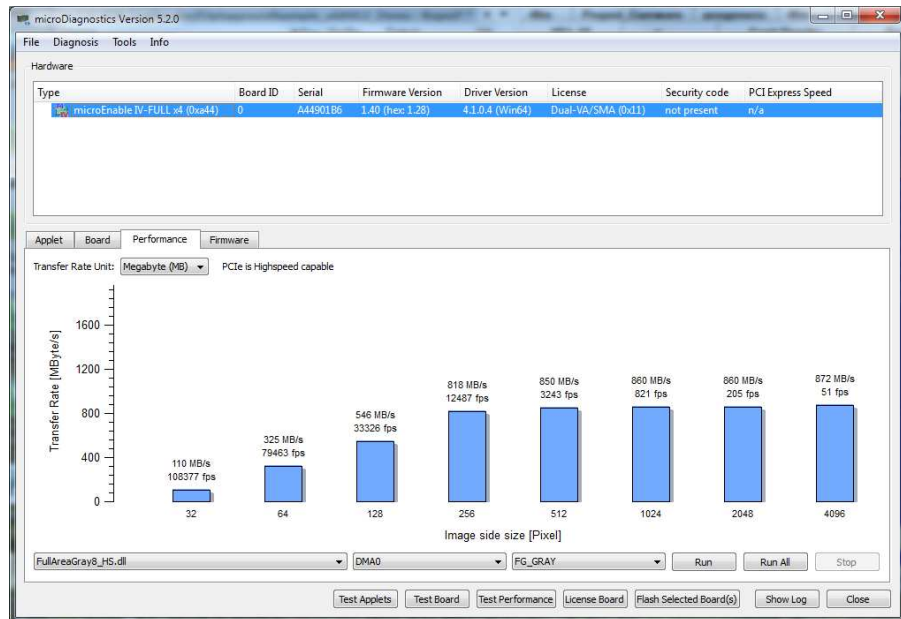 microDiagnostics Version 5.2.0
File Diagnosis Tools Info
Hardware
Type Board ID Serial Firmware Version Driver Version License Security code PCI Express Speed
microEnable IV-FULL x4 (0xa44) 0 A44901B6 1.40 (hex: 1.28) 4.1.0.4 (Win64) Dual-VA/SMA (0x11) not present n/a
Applet Board Performance Firmware
Transfer Rate Unit: Megabyte (MB) PCIe is Highspeed capable
Transfer Rate [MByte/s]
1600
1200
800
400
0
110 MB/s
108377 fps
325 MB/s
79463 fps
546 MB/s
33326 fps
818 MB/s
12487 fps
850 MB/s
3243 fps
860 MB/s
821 fps
860 MB/s
205 fps
872 MB/s
51 fps
32 64 128 256 512 1024 2048 4096
Image side size [Pixel]
FullAreaGray8_HS.dll DMA0 FG_GRAY Run Run All Stop
Test Applets Test Board Test Performance License Board Flash Selected Board(s) Show Log Close